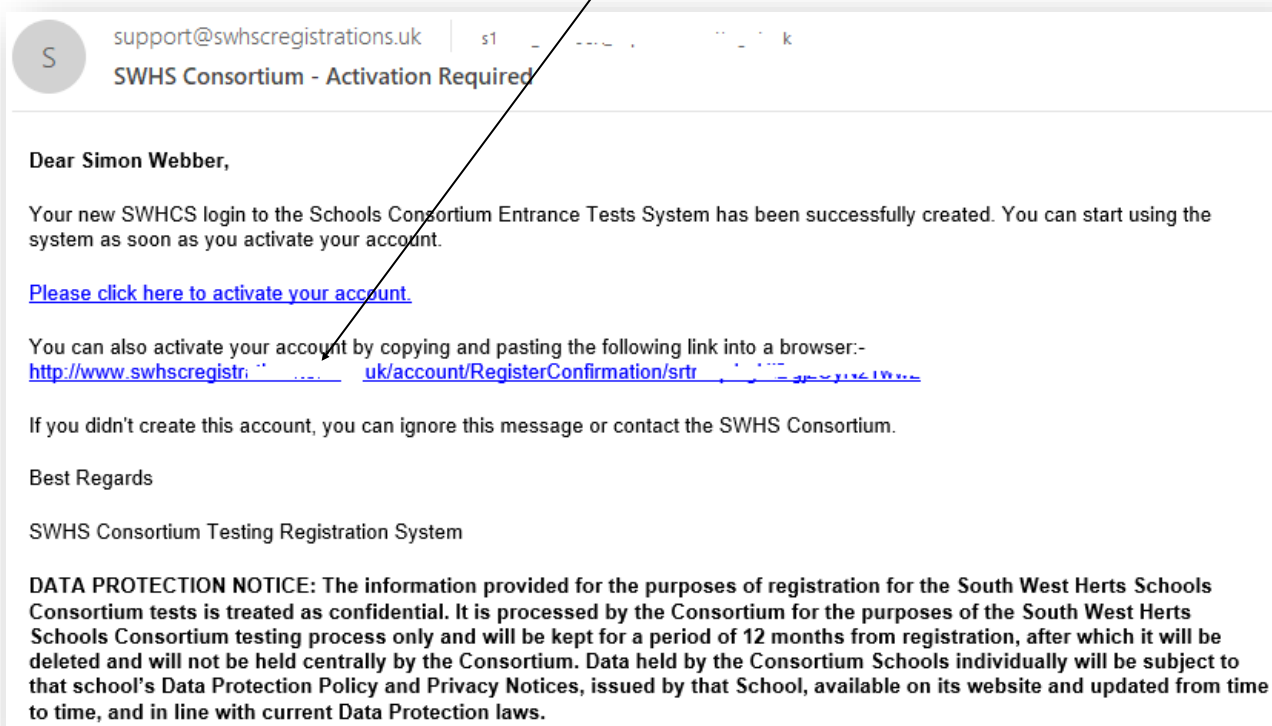 S
support@swhscregistrations.uk
SWHS Consortium - Activation Required
Dear Simon Webber,
Your new SWHCS login to the Schools Consortium Entrance Tests System has been successfully created. You can start using the
system as soon as you activate your account.
Please click here to activate your account.
You can also activate your account by copying and pasting the following link into a browser:-
http://www.swhscregistr uk/account/RegisterConfirmation/srtr
If you didn't create this account, you can ignore this message or contact the SWHS Consortium.
Best Regards
SWHS Consortium Testing Registration System
DATA PROTECTION NOTICE: The information provided for the purposes of registration for the South West Herts Schools
Consortium tests is treated as confidential. It is processed by the Consortium for the purposes of the South West Herts
Schools Consortium testing process only and will be kept for a period of 12 months from registration, after which it will be
deleted and will not be held centrally by the Consortium. Data held by the Consortium Schools individually will be subject to
that school's Data Protection Policy and Privacy Notices, issued by that School, available on its website and updated from time
to time, and in line with current Data Protection laws.